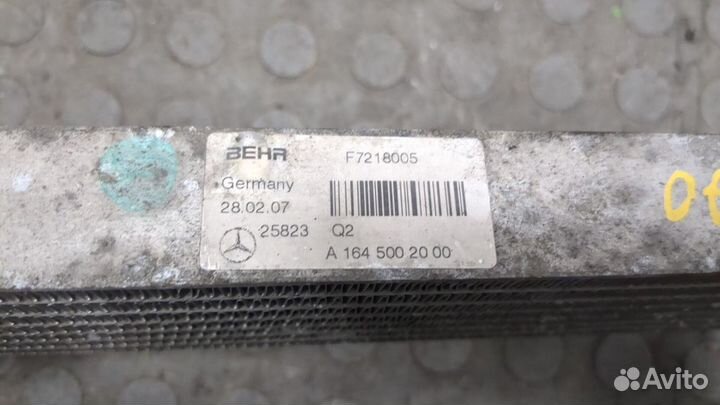 BEHR F7218005
Germany
28.02.07
25823 Q2
A 164 500 20 00
Avito